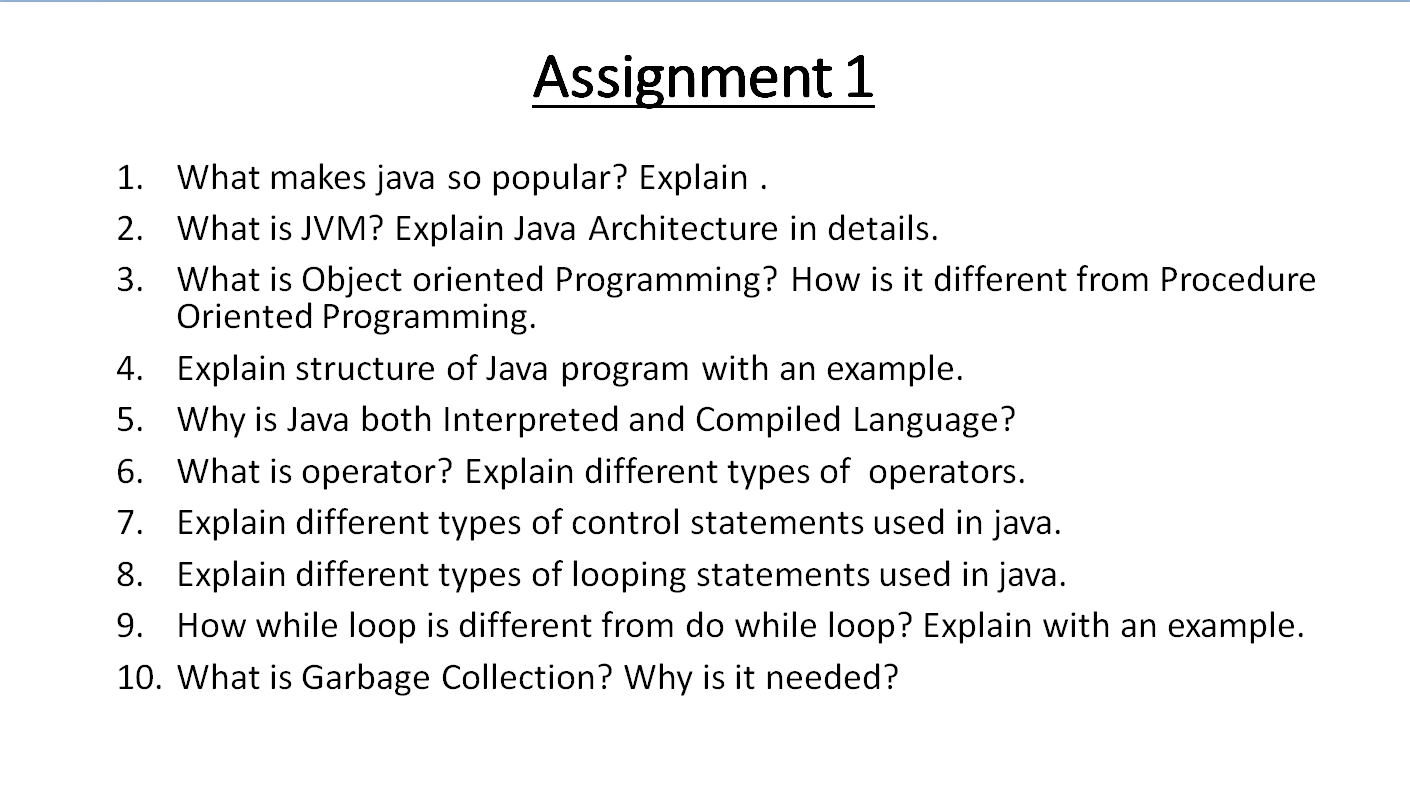 Assignment 1
1. What makes java so popular? Explain .
2. What is JVM? Explain Java Architecture in details.
3. What is Object oriented Programming? How is it different from Procedure
Oriented Programming.
4. Explain structure of Java program with an example.
5. Why is Java both Interpreted and Compiled Language?
6. What is operator? Explain different types of  operators.
7. Explain different types of control statements used in java.
8. Explain different types of looping statements used in java.
9. How while loop is different from do while loop? Explain with an example.
10. What is Garbage Collection? Why is it needed?